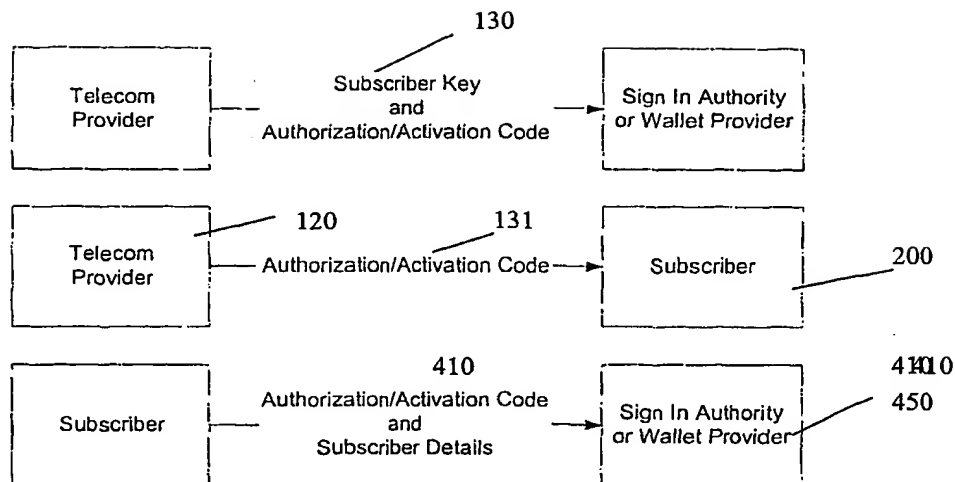 130
Telecom
Provider
Subscriber Key
and
Authorization/Activation Code
Sign In Authority
or Wallet Provider
120
131
200
Telecom
Provider
Authorization/Activation Code
Subscriber
410
41010
450
Subscriber
Authorization/Activation Code
and
Subscriber Details
Sign In Authority
or Wallet Provider